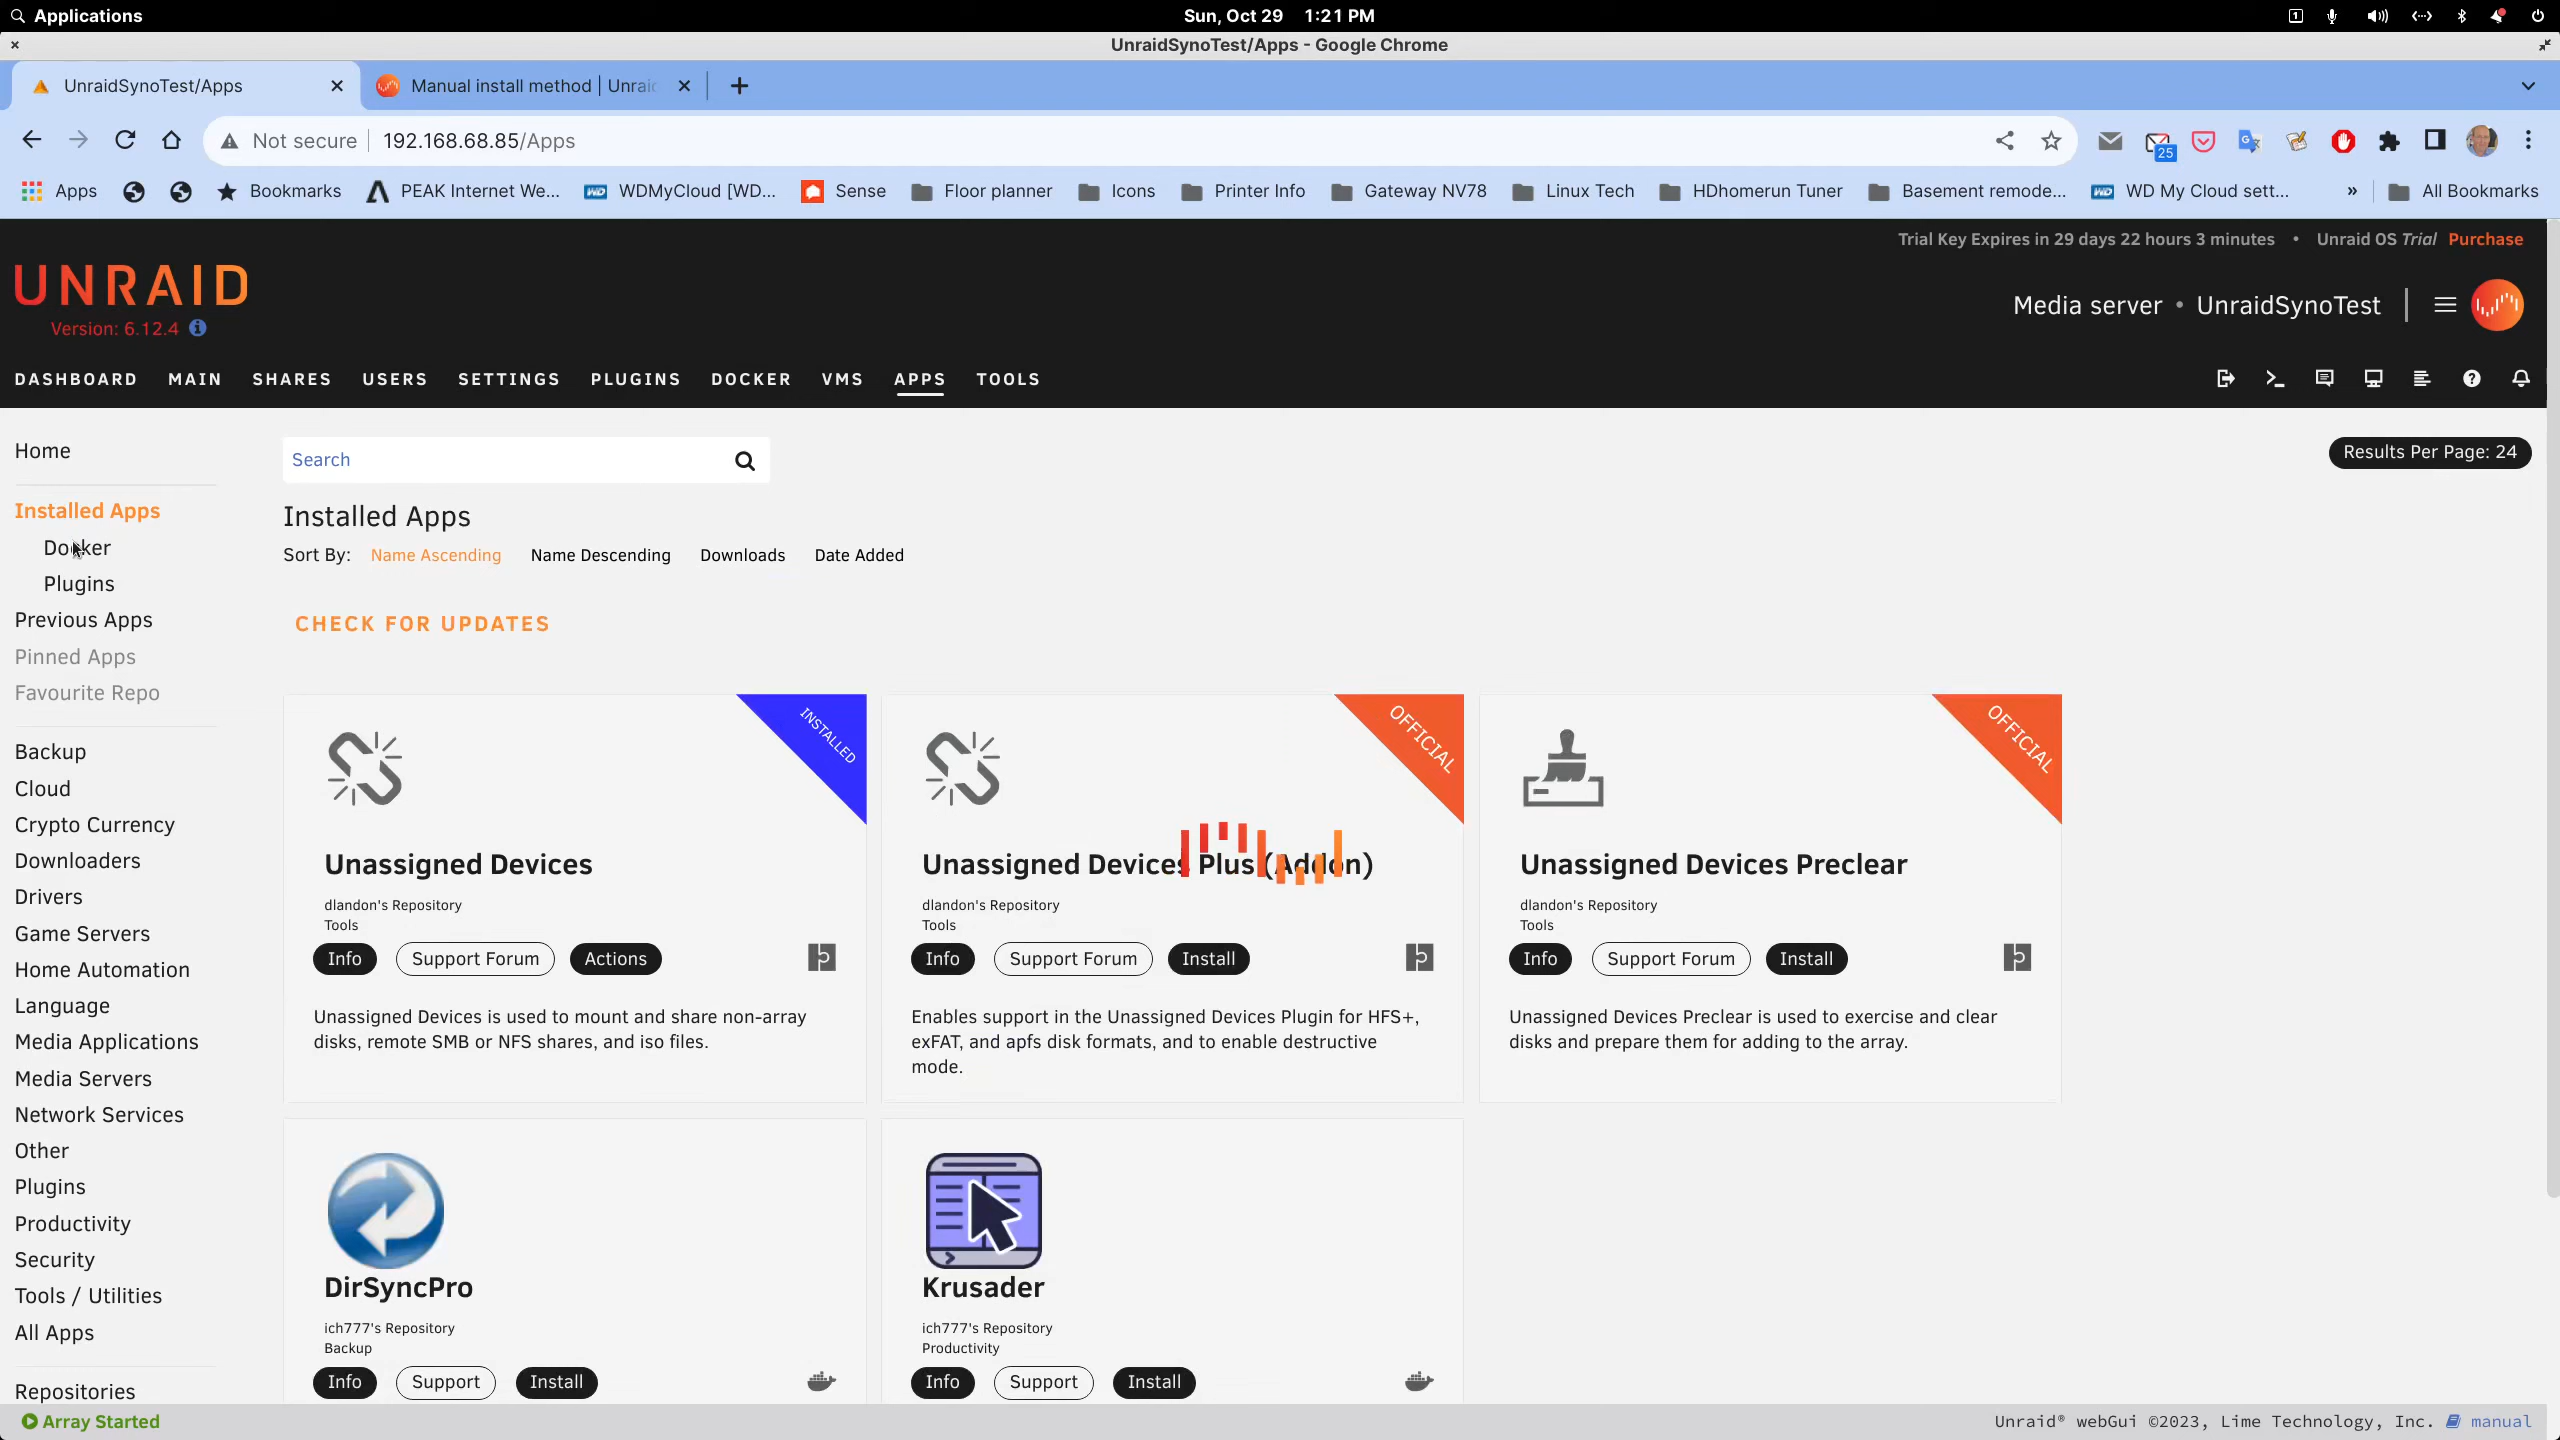 Applications
Sun, Oct 29 1:21 PM
1
UnraidSynoTest/Apps - Google Chrome
UnraidSynoTest/Apps
Manual install method | Unraid
Not secure
192.168.68.85/Apps
25
Apps
Bookmarks
PEAK Internet We...
WDMyCloud [WD...
Sense
Floor planner
Icons
Printer Info
Gateway NV78
Linux Tech
HDhomerun Tuner
Basement remode...
WD My Cloud sett...
»
All Bookmarks
Trial Key Expires in 29 days 22 hours 3 minutes • Unraid OS Trial Purchase
UNRAID
Version: 6.12.4
Media server • UnraidSynoTest
DASHBOARD MAIN SHARES USERS SETTINGS PLUGINS DOCKER VMS APPS TOOLS
Home
Installed Apps
Docker
Plugins
Previous Apps
Pinned Apps
Favourite Repo
Backup
Cloud
Crypto Currency
Downloaders
Drivers
Game Servers
Home Automation
Language
Media Applications
Media Servers
Network Services
Other
Plugins
Productivity
Security
Tools / Utilities
All Apps
Repositories
Search
Results Per Page: 24
Installed Apps
Sort By: Name Ascending Name Descending Downloads Date Added
CHECK FOR UPDATES
INSTALLED
Unassigned Devices
dlandon's Repository
Tools
Info Support Forum Actions
Unassigned Devices is used to mount and share non-array
disks, remote SMB or NFS shares, and iso files.
OFFICIAL
Unassigned Devices Plus (Addon)
dlandon's Repository
Tools
Info Support Forum Install
Enables support in the Unassigned Devices Plugin for HFS+,
exFAT, and apfs disk formats, and to enable destructive
mode.
OFFICIAL
Unassigned Devices Preclear
dlandon's Repository
Tools
Info Support Forum Install
Unassigned Devices Preclear is used to exercise and clear
disks and prepare them for adding to the array.
DirSyncPro
ich777's Repository
Backup
Info Support Install
Krusader
ich777's Repository
Productivity
Info Support Install
Array Started
Unraid® webGui ©2023, Lime Technology, Inc. manual